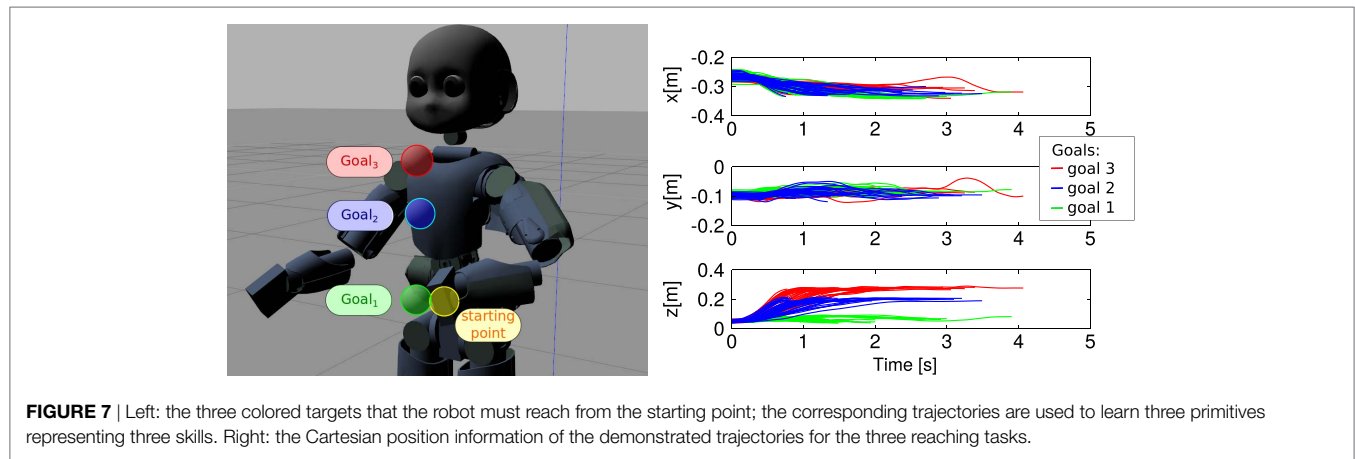 Goal3
Goal2
Goal1
starting
point
x[m]
-0.2
-0.3
-0.4
0 1 2 3 4 5
y[m]
0
-0.1
-0.2
0 1 2 3 4 5
Goals:
goal 3
goal 2
goal 1
z[m]
0.4
0.2
0
0 1 2 3 4 5
Time [s]
FIGURE 7 | Left: the three colored targets that the robot must reach from the starting point; the corresponding trajectories are used to learn three primitives
representing three skills. Right: the Cartesian position information of the demonstrated trajectories for the three reaching tasks.